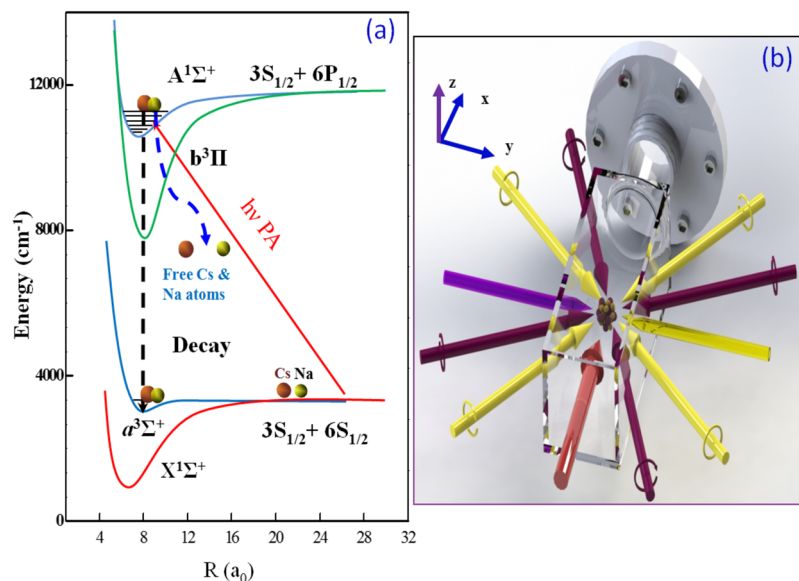 (a)
A¹Σ⁺
3S₁/₂+ 6P₁/₂
b³Π
hν PA
Free Cs &
Na atoms
Decay
Cs Na
a³Σ⁺
3S₁/₂+ 6S₁/₂
X¹Σ⁺
Energy (cm⁻¹)
12000
8000
4000
0
4 8 12 16 20 24 28 32
R (a₀)
(b)
z
x
y